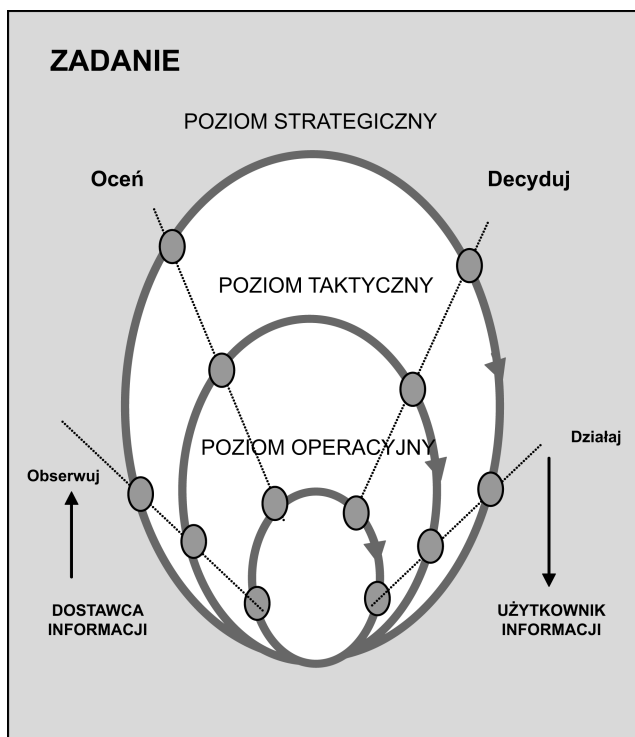 ZADANIE
POZIOM STRATEGICZNY
Oceń
Decyduj
POZIOM TAKTYCZNY
POZIOM OPERACYJNY
Działaj
Obserwuj
DOSTAWCA
INFORMACJI
UŻYTKOWNIK
INFORMACJI